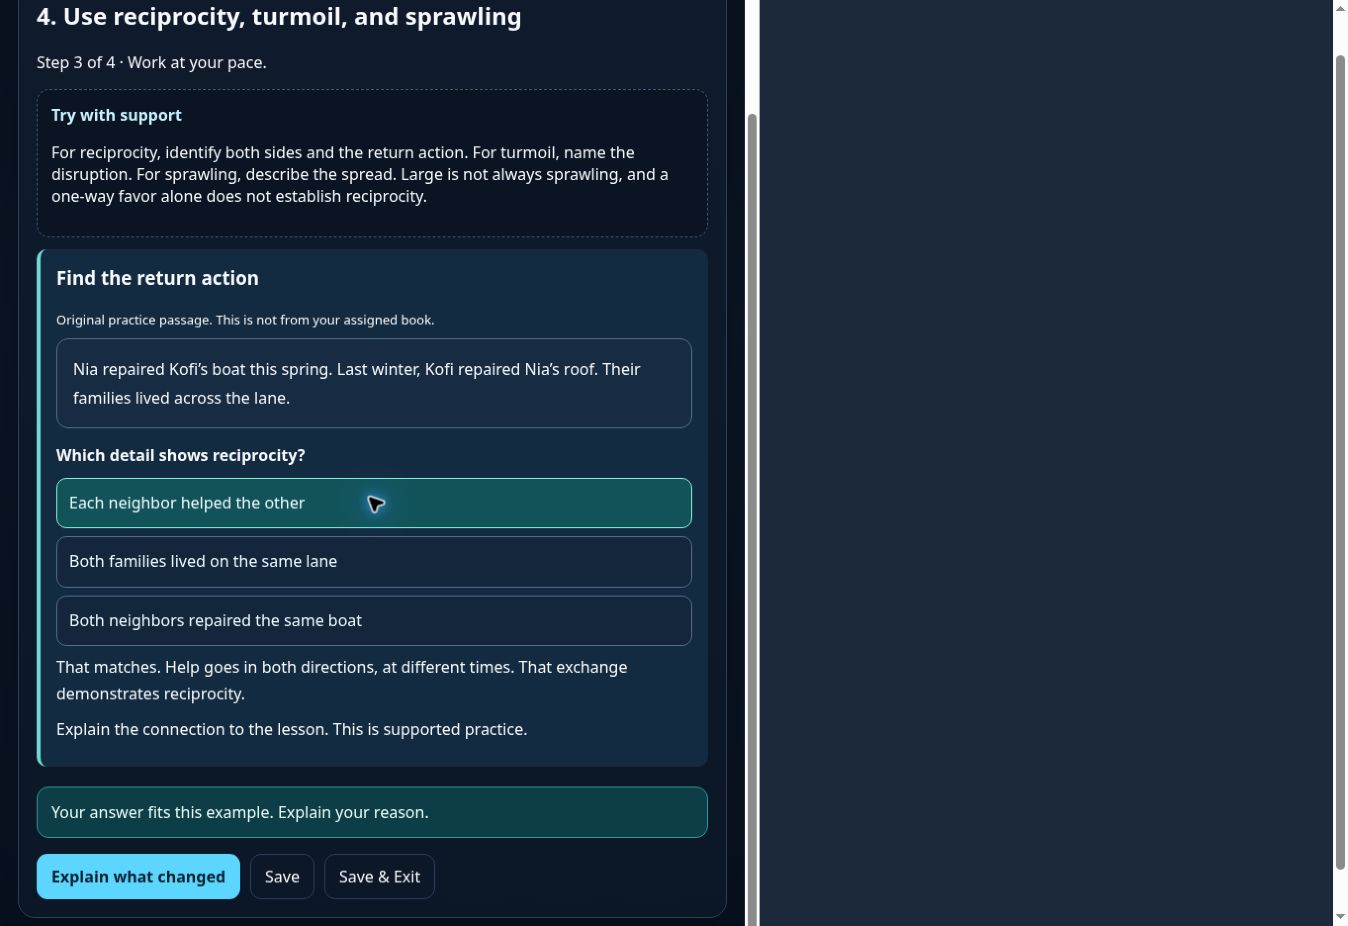 4. Use reciprocity, turmoil, and sprawling
Step 3 of 4 · Work at your pace.
Try with support
For reciprocity, identify both sides and the return action. For turmoil, name the
disruption. For sprawling, describe the spread. Large is not always sprawling, and a
one-way favor alone does not establish reciprocity.
Find the return action
Original practice passage. This is not from your assigned book.
Nia repaired Kofi’s boat this spring. Last winter, Kofi repaired Nia’s roof. Their
families lived across the lane.
Which detail shows reciprocity?
Each neighbor helped the other
Both families lived on the same lane
Both neighbors repaired the same boat
That matches. Help goes in both directions, at different times. That exchange
demonstrates reciprocity.
Explain the connection to the lesson. This is supported practice.
Your answer fits this example. Explain your reason.
Explain what changed Save Save & Exit